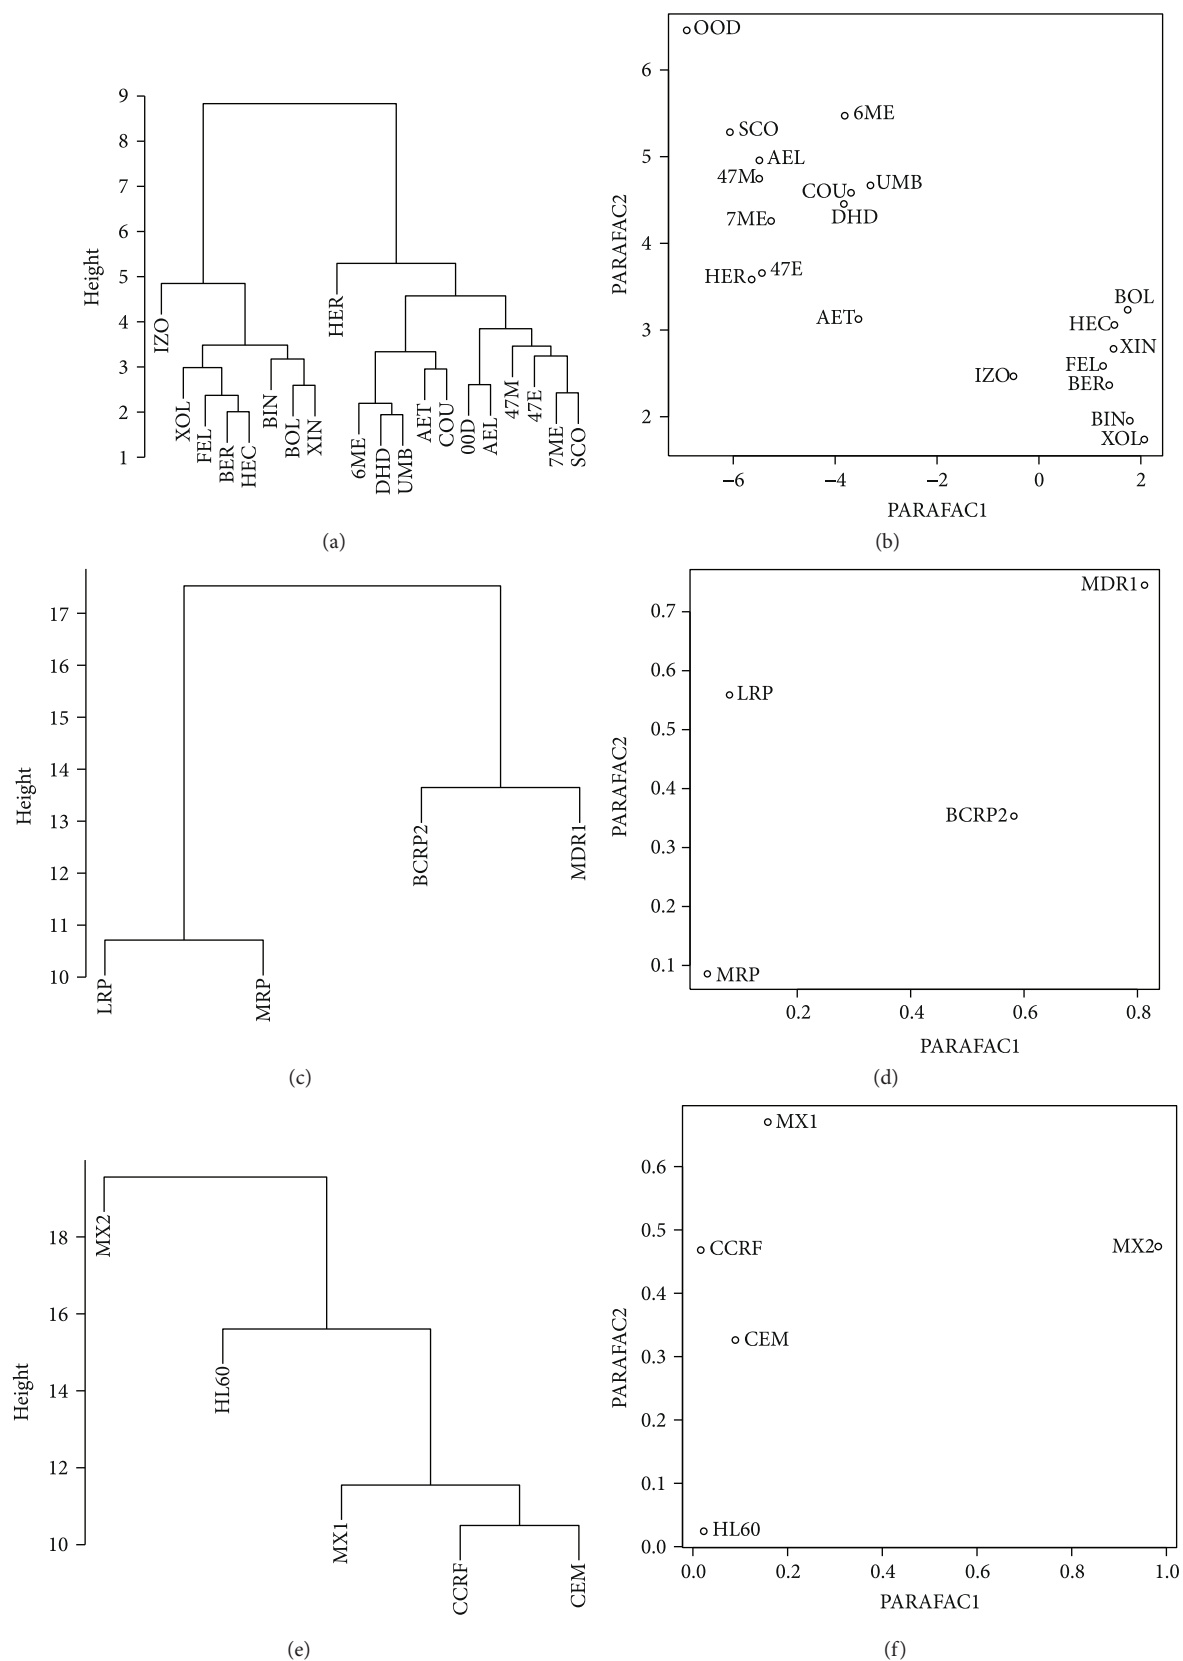 9
8
7
6
5
4
3
2
1
Height
IZO
XOL
FEL
BER
HEC
BIN
BOL
XIN
HER
6ME
DHD
UMB
AET
COU
00D
AEL
47M
47E
7ME
SCO
(a)
6
5
4
3
2
PARAFAC2
OOD
6ME
SCO
AEL
47M
UMB
COU
DHD
7ME
47E
HER
AET
BOL
HEC
XIN
FEL
IZO
BER
BIN
XOL
−6 −4 −2 0 2
PARAFAC1
(b)
17
16
15
14
13
12
11
10
Height
BCRP2
MDR1
LRP
MRP
(c)
0.7
0.6
0.5
0.4
0.3
0.2
0.1
PARAFAC2
MDR1
LRP
BCRP2
MRP
0.2 0.4 0.6 0.8
PARAFAC1
(d)
18
16
14
12
10
Height
MX2
HL60
MX1
CCRF
CEM
(e)
0.6
0.5
0.4
0.3
0.2
0.1
0.0
PARAFAC2
MX1
CCRF
MX2
CEM
HL60
0.0 0.2 0.4 0.6 0.8 1.0
PARAFAC1
(f)